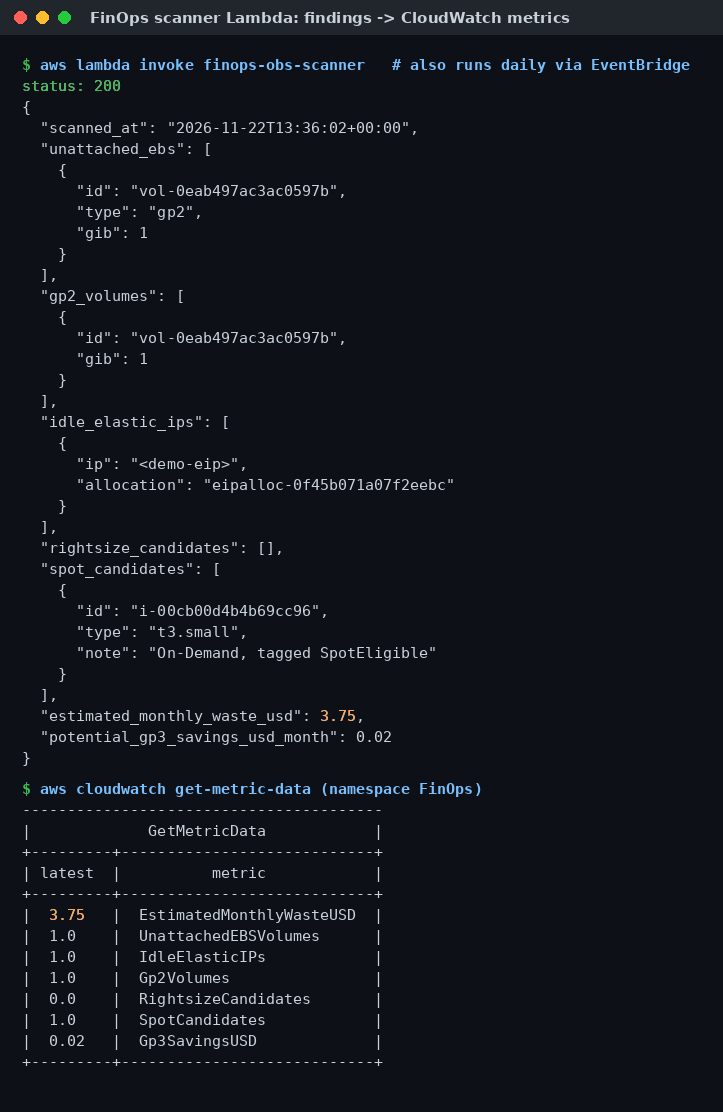 FinOps scanner Lambda: findings -> CloudWatch metrics
$ aws lambda invoke finops-obs-scanner   # also runs daily via EventBridge
status: 200
{
  "scanned_at": "2026-11-22T13:36:02+00:00",
  "unattached_ebs": [
    {
      "id": "vol-0eab497ac3ac0597b",
      "type": "gp2",
      "gib": 1
    }
  ],
  "gp2_volumes": [
    {
      "id": "vol-0eab497ac3ac0597b",
      "gib": 1
    }
  ],
  "idle_elastic_ips": [
    {
      "ip": "<demo-eip>",
      "allocation": "eipalloc-0f45b071a07f2eebc"
    }
  ],
  "rightsize_candidates": [],
  "spot_candidates": [
    {
      "id": "i-00cb00d4b4b69cc96",
      "type": "t3.small",
      "note": "On-Demand, tagged SpotEligible"
    }
  ],
  "estimated_monthly_waste_usd": 3.75,
  "potential_gp3_savings_usd_month": 0.02
}
$ aws cloudwatch get-metric-data (namespace FinOps)
----------------------------------------
|             GetMetricData            |
+---------+----------------------------+
| latest  |          metric            |
+---------+----------------------------+
|  3.75   |  EstimatedMonthlyWasteUSD  |
|  1.0    |  UnattachedEBSVolumes      |
|  1.0    |  IdleElasticIPs            |
|  1.0    |  Gp2Volumes                |
|  0.0    |  RightsizeCandidates       |
|  1.0    |  SpotCandidates            |
|  0.02   |  Gp3SavingsUSD             |
+---------+----------------------------+